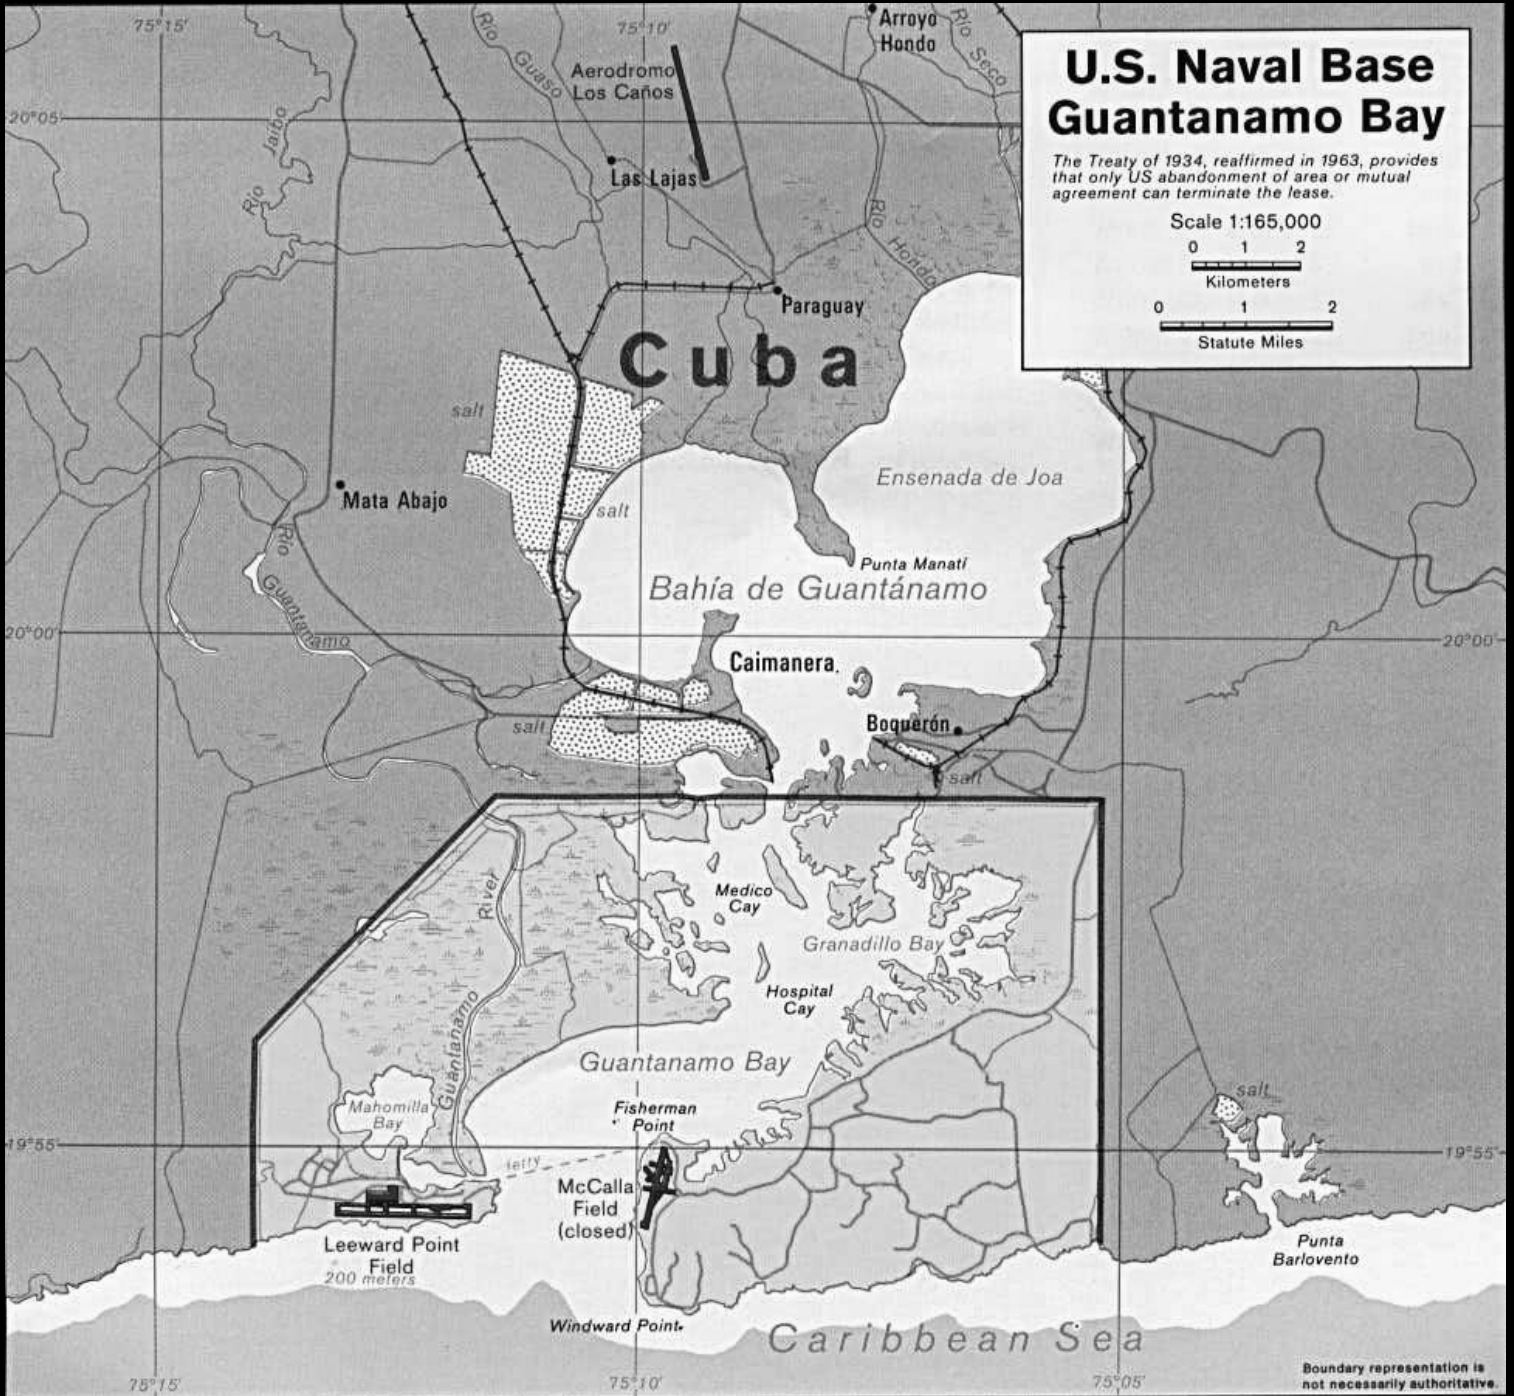 75°15'
75°10'
Arroyo
Hondo
Río Guaso
Río Seco
Aerodromo
Los Caños
U.S. Naval Base
Guantanamo Bay
The Treaty of 1934, reaffirmed in 1963, provides
that only US abandonment of area or mutual
agreement can terminate the lease.
Scale 1:165,000
0 1 2
Kilometers
0 1 2
Statute Miles
20°05'
Río Jaibo
Las Lajas
Río Hondo
Paraguay
Cuba
salt
Ensenada de Joa
Mata Abajo
salt
Punta Manatí
Bahía de Guantánamo
Río Guantanamo
20°00'
20°00'
Caimanera
salt
Boquerón
salt
Medico
Cay
Granadillo Bay
Hospital
Cay
Guantanamo River
Guantanamo Bay
Mahomilla
Bay
Fisherman
Point
salt
19°55'
19°55'
ferry
McCalla
Field
(closed)
Leeward Point
Field
200 meters
Punta
Barlovento
Windward Point
Caribbean Sea
Boundary representation is
not necessarily authoritative.
75°15'
75°10'
75°05'